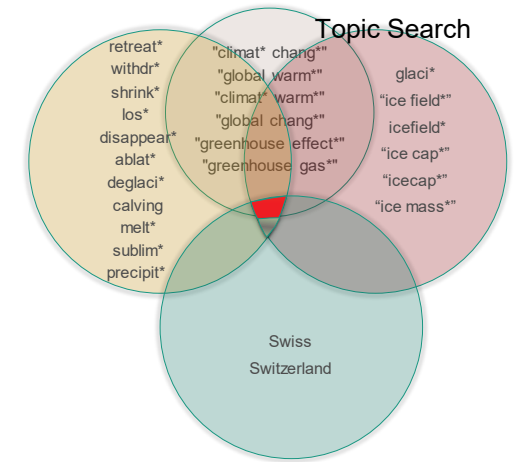 Topic Search
retreat*
withdr*
shrink*
los*
disappear*
ablat*
deglaci*
calving
melt*
sublim*
precipit*
"climat* chang*"
"global warm*"
"climat* warm*"
"global chang*"
"greenhouse effect*"
"greenhouse gas*"
glaci*
“ice field*”
icefield*
“ice cap*”
“icecap*”
“ice mass*”
Swiss
Switzerland